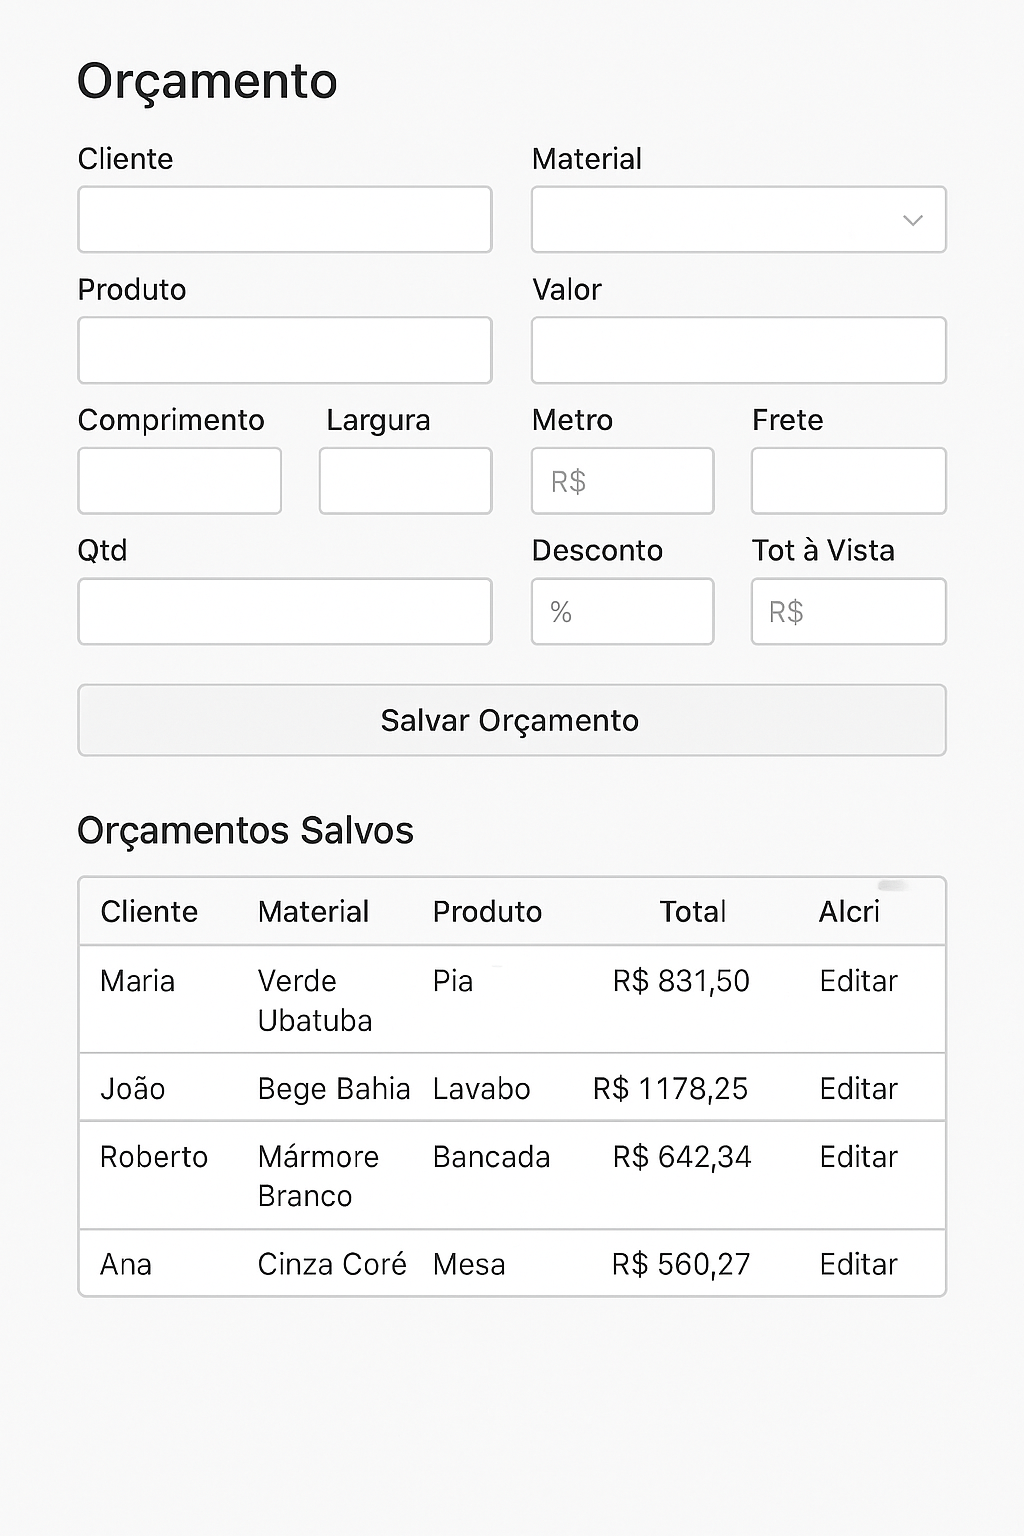 Orçamento
Cliente Material
Produto Valor
Comprimento Largura Metro Frete
R$
Qtd Desconto Tot à Vista
% R$
Salvar Orçamento
Orçamentos Salvos
Cliente Material Produto Total Alcri
Maria Verde Ubatuba Pia R$ 831,50 Editar
João Bege Bahia Lavabo R$ 1178,25 Editar
Roberto Mármore Branco Bancada R$ 642,34 Editar
Ana Cinza Coré Mesa R$ 560,27 Editar